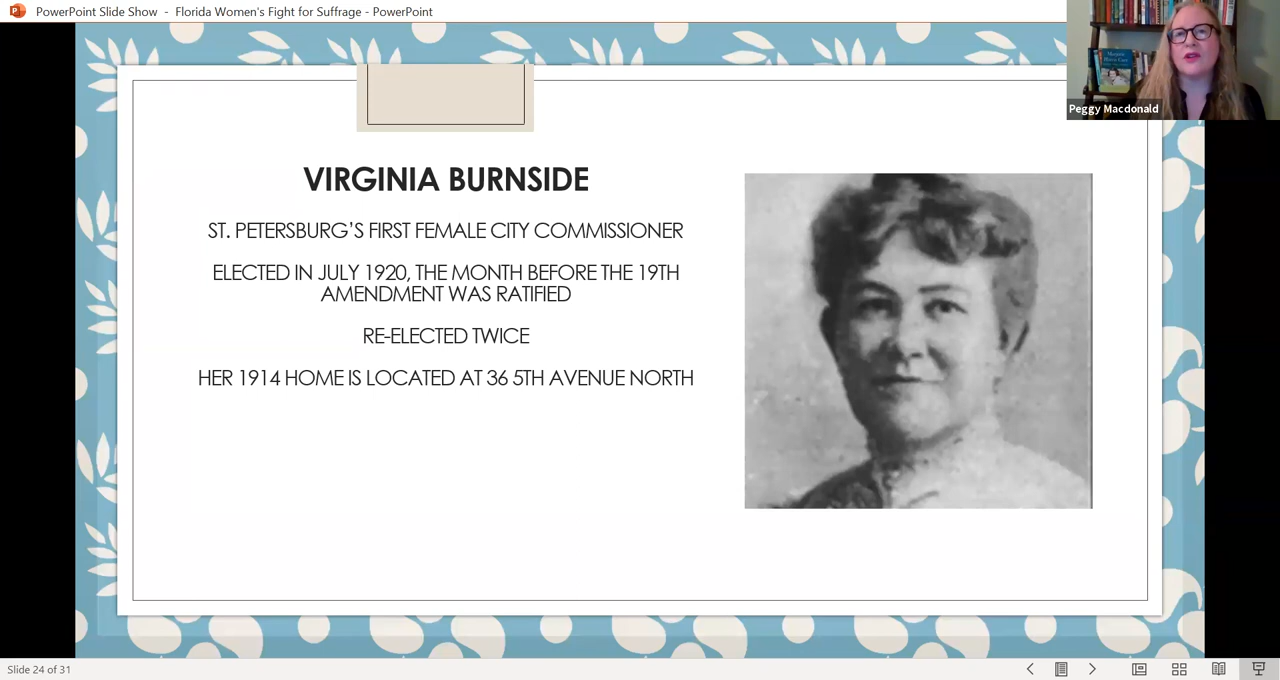 PowerPoint Slide Show - Florida Women's Fight for Suffrage - PowerPoint
Peggy Macdonald
VIRGINIA BURNSIDE
ST. PETERSBURG’S FIRST FEMALE CITY COMMISSIONER
ELECTED IN JULY 1920, THE MONTH BEFORE THE 19TH
AMENDMENT WAS RATIFIED
RE-ELECTED TWICE
HER 1914 HOME IS LOCATED AT 36 5TH AVENUE NORTH
Slide 24 of 31